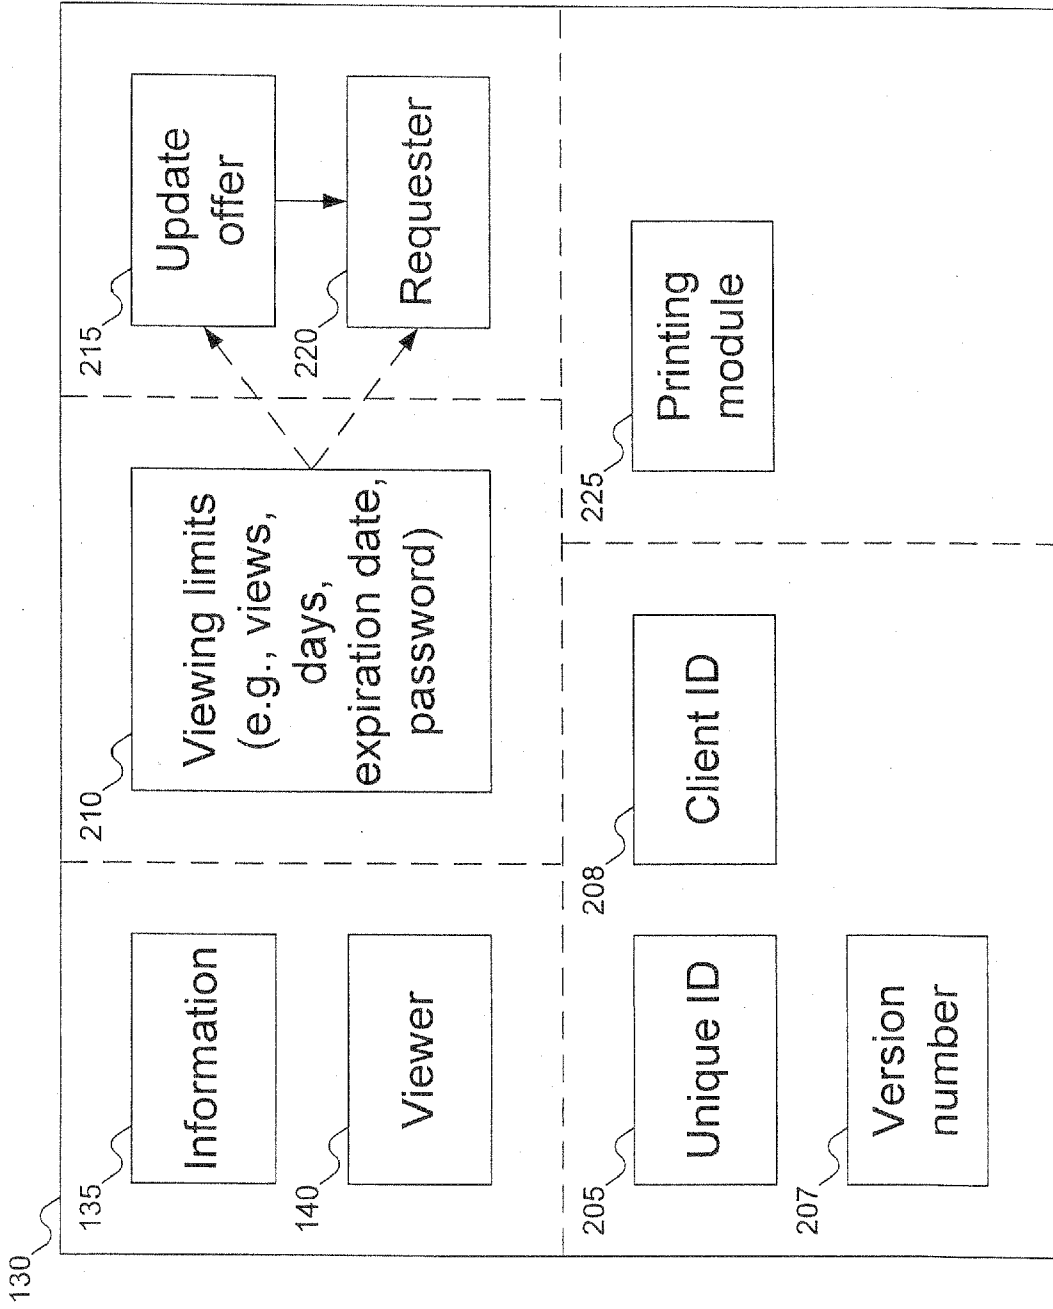 130
135
Information
140
Viewer
210
Viewing limits
(e.g., views,
days,
expiration date,
password)
215
Update
offer
220
Requester
205
Unique ID
207
Version
number
208
Client ID
225
Printing
module